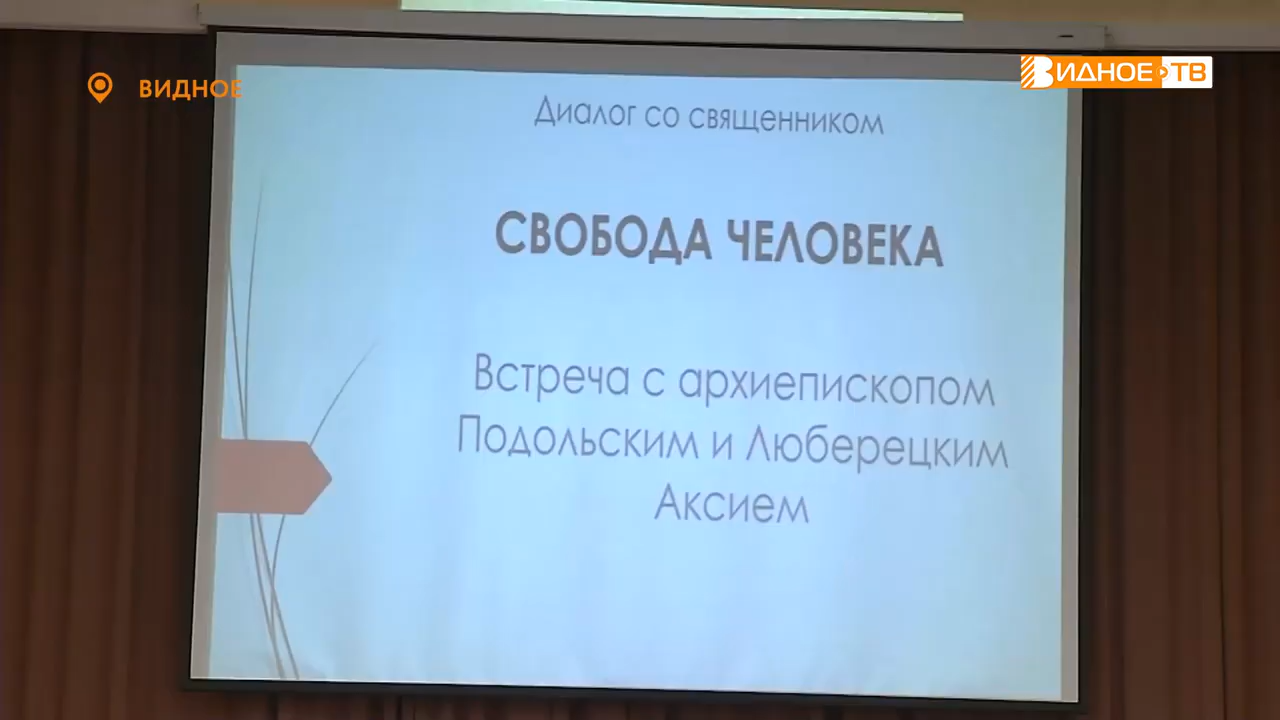 ВИДНОЕ
ВИДНОЕ ТВ
Диалог со священником
СВОБОДА ЧЕЛОВЕКА
Встреча с архиепископом
Подольским и Люберецким
Аксием